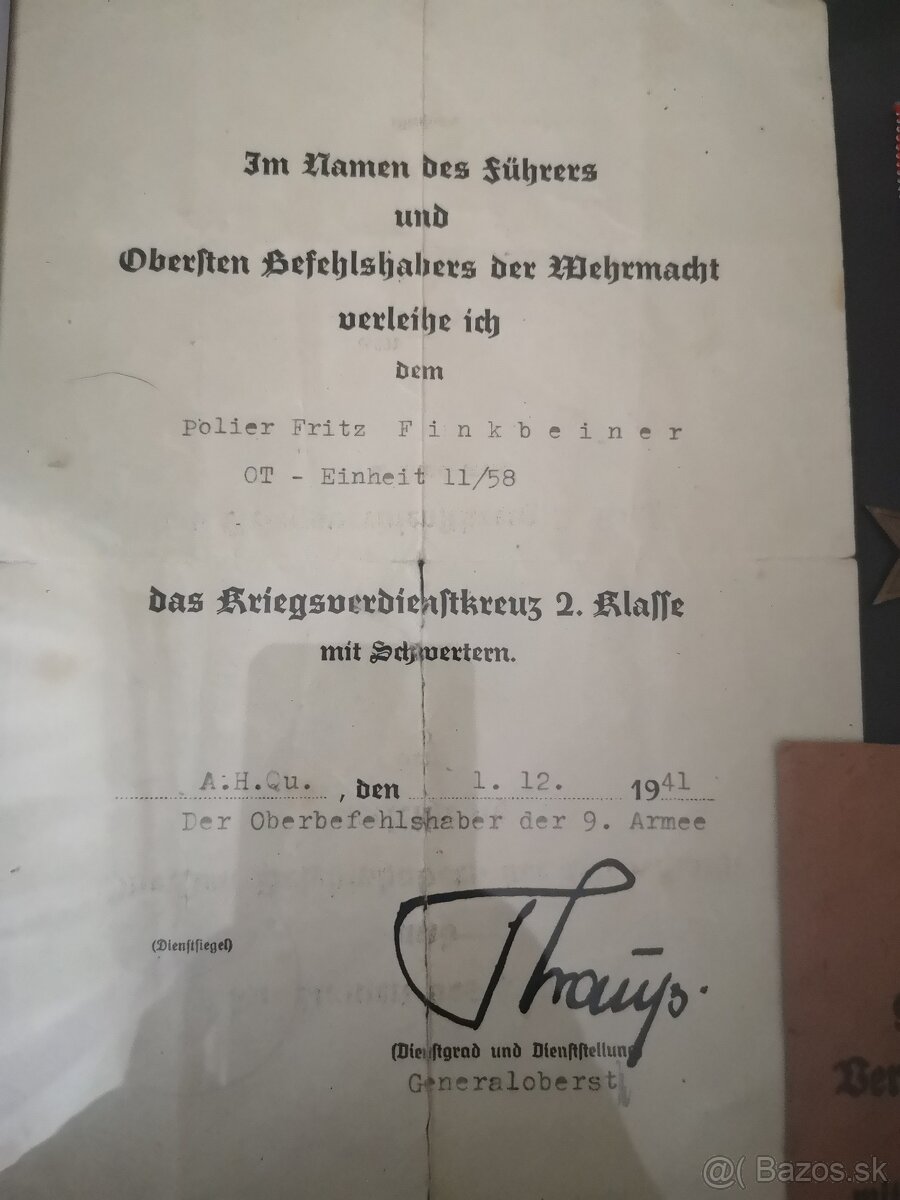 Im Namen des Führers
und
Obersten Befehlshabers der Wehrmacht
verleihe ich
dem
Polier Fritz F i n k b e i n e r
OT - Einheit 11/58
das Kriegsverdienstkreuz 2. Klasse
mit Schwertern.
A.H.Qu. , den 1. 12. 1941
Der Oberbefehlshaber der 9. Armee
(Dienstsiegel)
(Dienstgrad und Dienststellung
Generaloberst
Ver
@( Bazos.sk